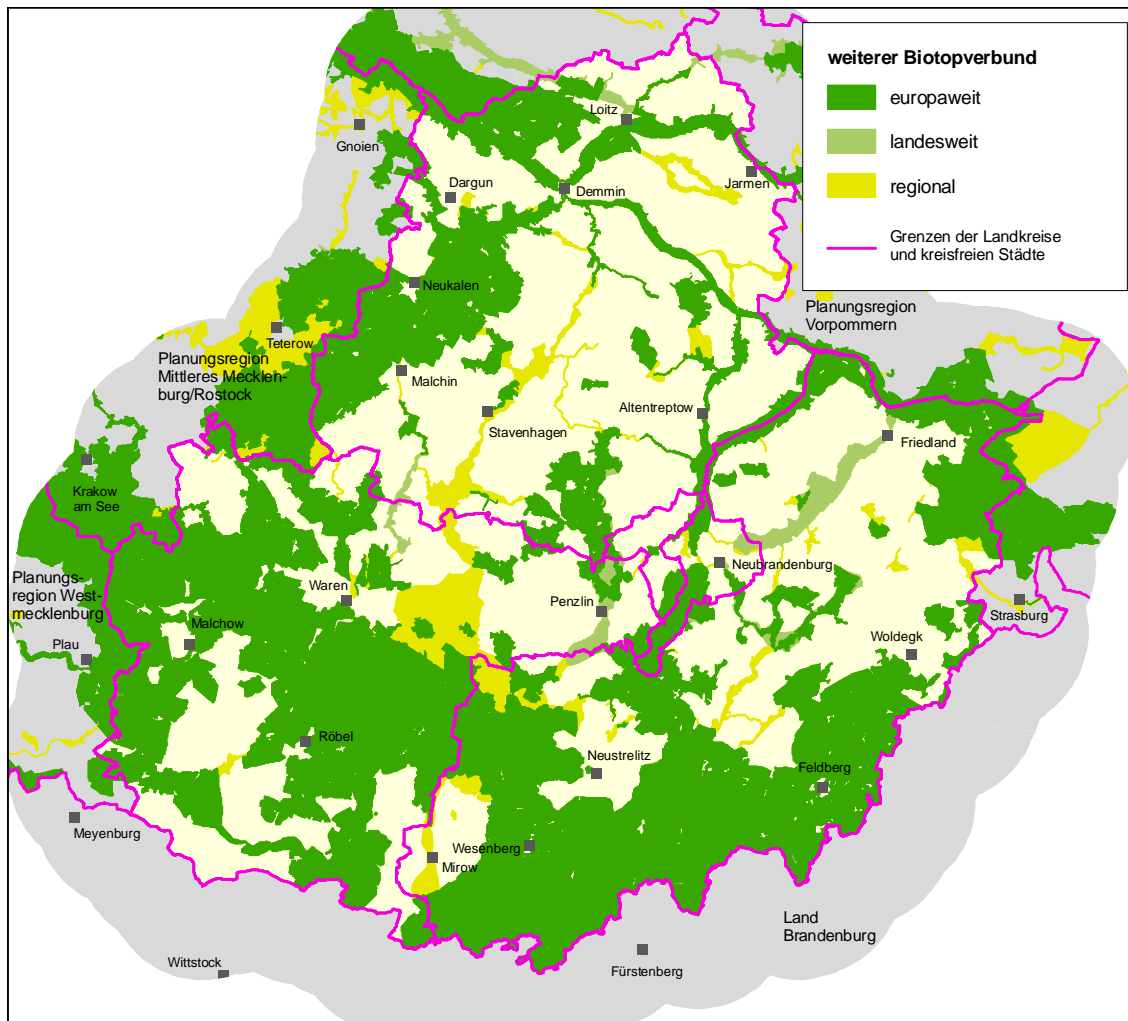 weiterer Biotopverbund
europaweit
landesweit
regional
Grenzen der Landkreise
und kreisfreien Städte
Loitz
Gnoien
Dargun
Demmin
Jarmen
Neukalen
Planungsregion
Vorpommern
Teterow
Planungsregion
Mittleres Mecklen-
burg/Rostock
Malchin
Altentreptow
Stavenhagen
Friedland
Krakow
am See
Neubrandenburg
Planungs-
region West-
mecklenburg
Waren
Penzlin
Strasburg
Malchow
Woldegk
Plau
Röbel
Neustrelitz
Feldberg
Meyenburg
Wesenberg
Mirow
Land
Brandenburg
Wittstock
Fürstenberg